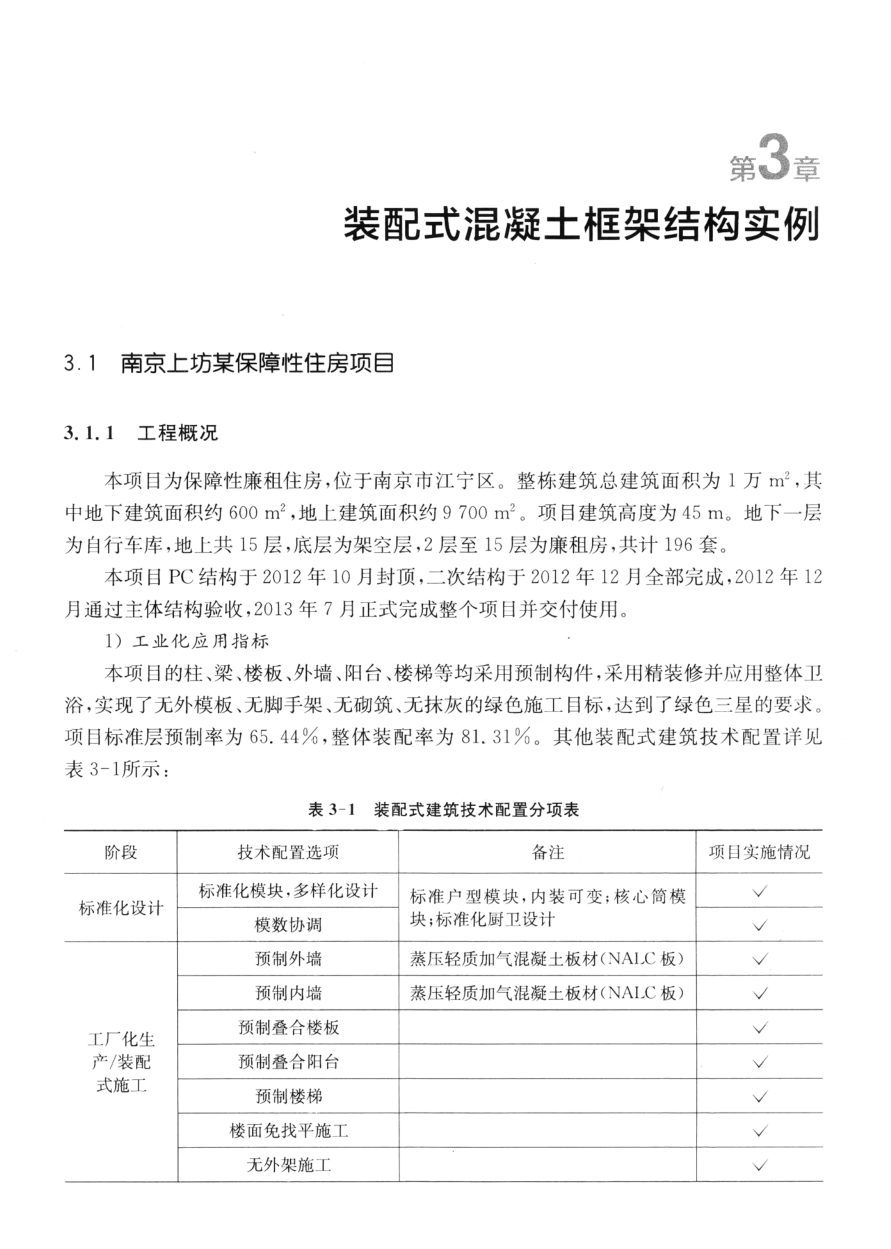 第3章
装配式混凝土框架结构实例
3.1 南京上坊某保障性住房项目
3.1.1 工程概况
本项目为保障性廉租住房,位于南京市江宁区。整栋建筑总建筑面积为 1 万 m²,其
中地下建筑面积约 600 m²,地上建筑面积约 9 700 m²。项目建筑高度为 45 m。地下一层
为自行车库,地上共 15 层,底层为架空层,2 层至 15 层为廉租房,共计 196 套。
本项目 PC 结构于 2012 年 10 月封顶,二次结构于 2012 年 12 月全部完成,2012 年 12
月通过主体结构验收,2013 年 7 月正式完成整个项目并交付使用。
1) 工业化应用指标
本项目的柱、梁、楼板、外墙、阳台、楼梯等均采用预制构件,采用精装修并应用整体卫
浴,实现了无外模板、无脚手架、无砌筑、无抹灰的绿色施工目标,达到了绿色三星的要求。
项目标准层预制率为 65.44%,整体装配率为 81.31%。其他装配式建筑技术配置详见
表 3-1所示:
表 3-1 装配式建筑技术配置分项表
阶段 技术配置选项 备注 项目实施情况
标准化设计 标准化模块,多样化设计 标准户型模块,内装可变;核心筒模 √
模数协调 块;标准化厨卫设计 √
预制外墙 蒸压轻质加气混凝土板材(NALC 板) √
预制内墙 蒸压轻质加气混凝土板材(NALC 板) √
工厂化生
产/装配
式施工
预制叠合楼板 √
预制叠合阳台 √
预制楼梯 √
楼面免找平施工 √
无外架施工 √